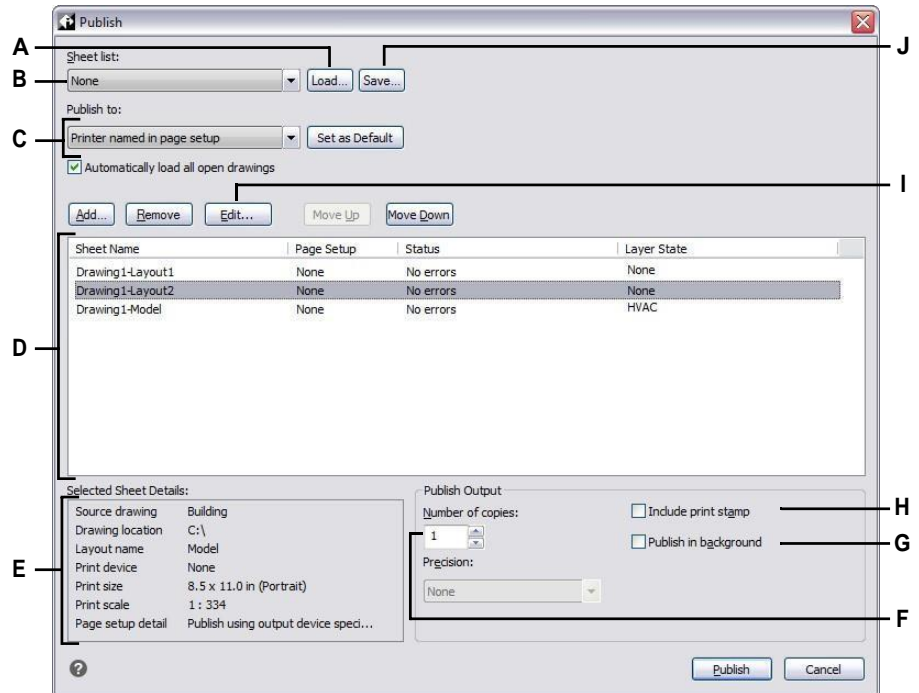 Publish
A
J
Sheet list:
B
None
Load...
Save...
Publish to:
C
Printer named in page setup
Set as Default
Automatically load all open drawings
I
Add...
Remove
Edit...
Move Up
Move Down
Sheet Name Page Setup Status Layer State
Drawing1-Layout1 None No errors None
Drawing1-Layout2 None No errors None
Drawing1-Model None No errors HVAC
D
Selected Sheet Details:
Source drawing Building
Drawing location C:\
Layout name Model
Print device None
Print size 8.5 x 11.0 in (Portrait)
Print scale 1 : 334
Page setup detail Publish using output device speci...
E
Publish Output
Number of copies:
1
Precision:
None
Include print stamp
H
Publish in background
G
F
?
Publish
Cancel